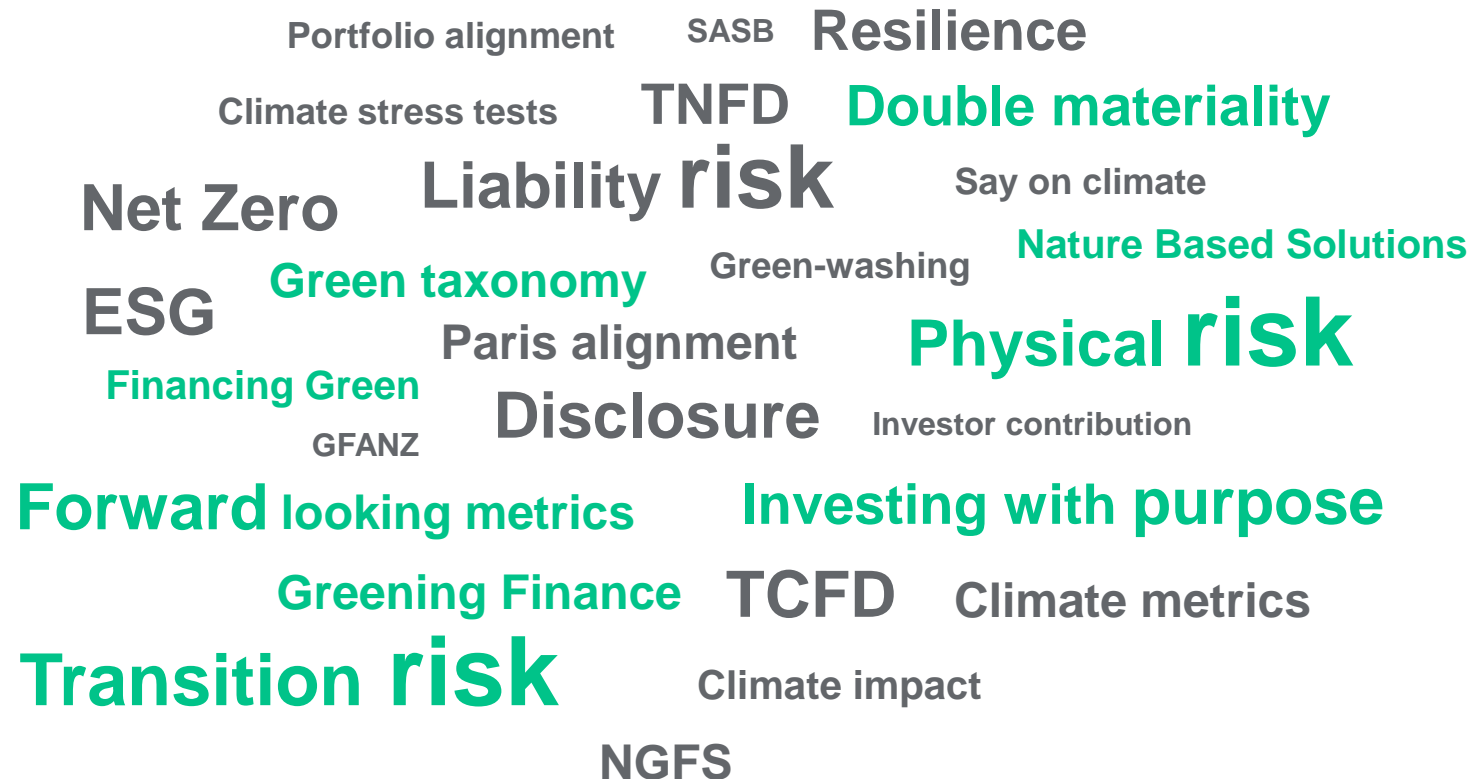 Portfolio alignment SASB Resilience
Climate stress tests TNFD Double materiality
Net Zero Liability risk Say on climate
Green taxonomy Green-washing Nature Based Solutions
ESG Paris alignment Physical risk
Financing Green Disclosure Investor contribution
GFANZ
Forward looking metrics Investing with purpose
Greening Finance TCFD Climate metrics
Transition risk Climate impact
NGFS